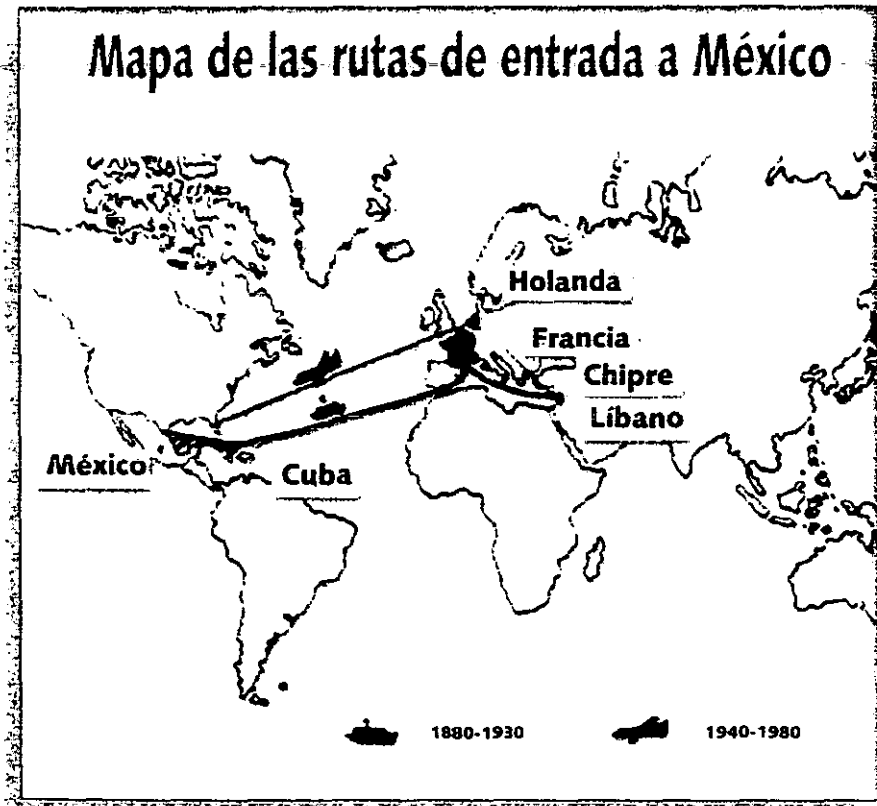 Mapa de las rutas de entrada a México
Holanda
Francia
Chipre
Líbano
México
Cuba
1880-1930
1940-1980